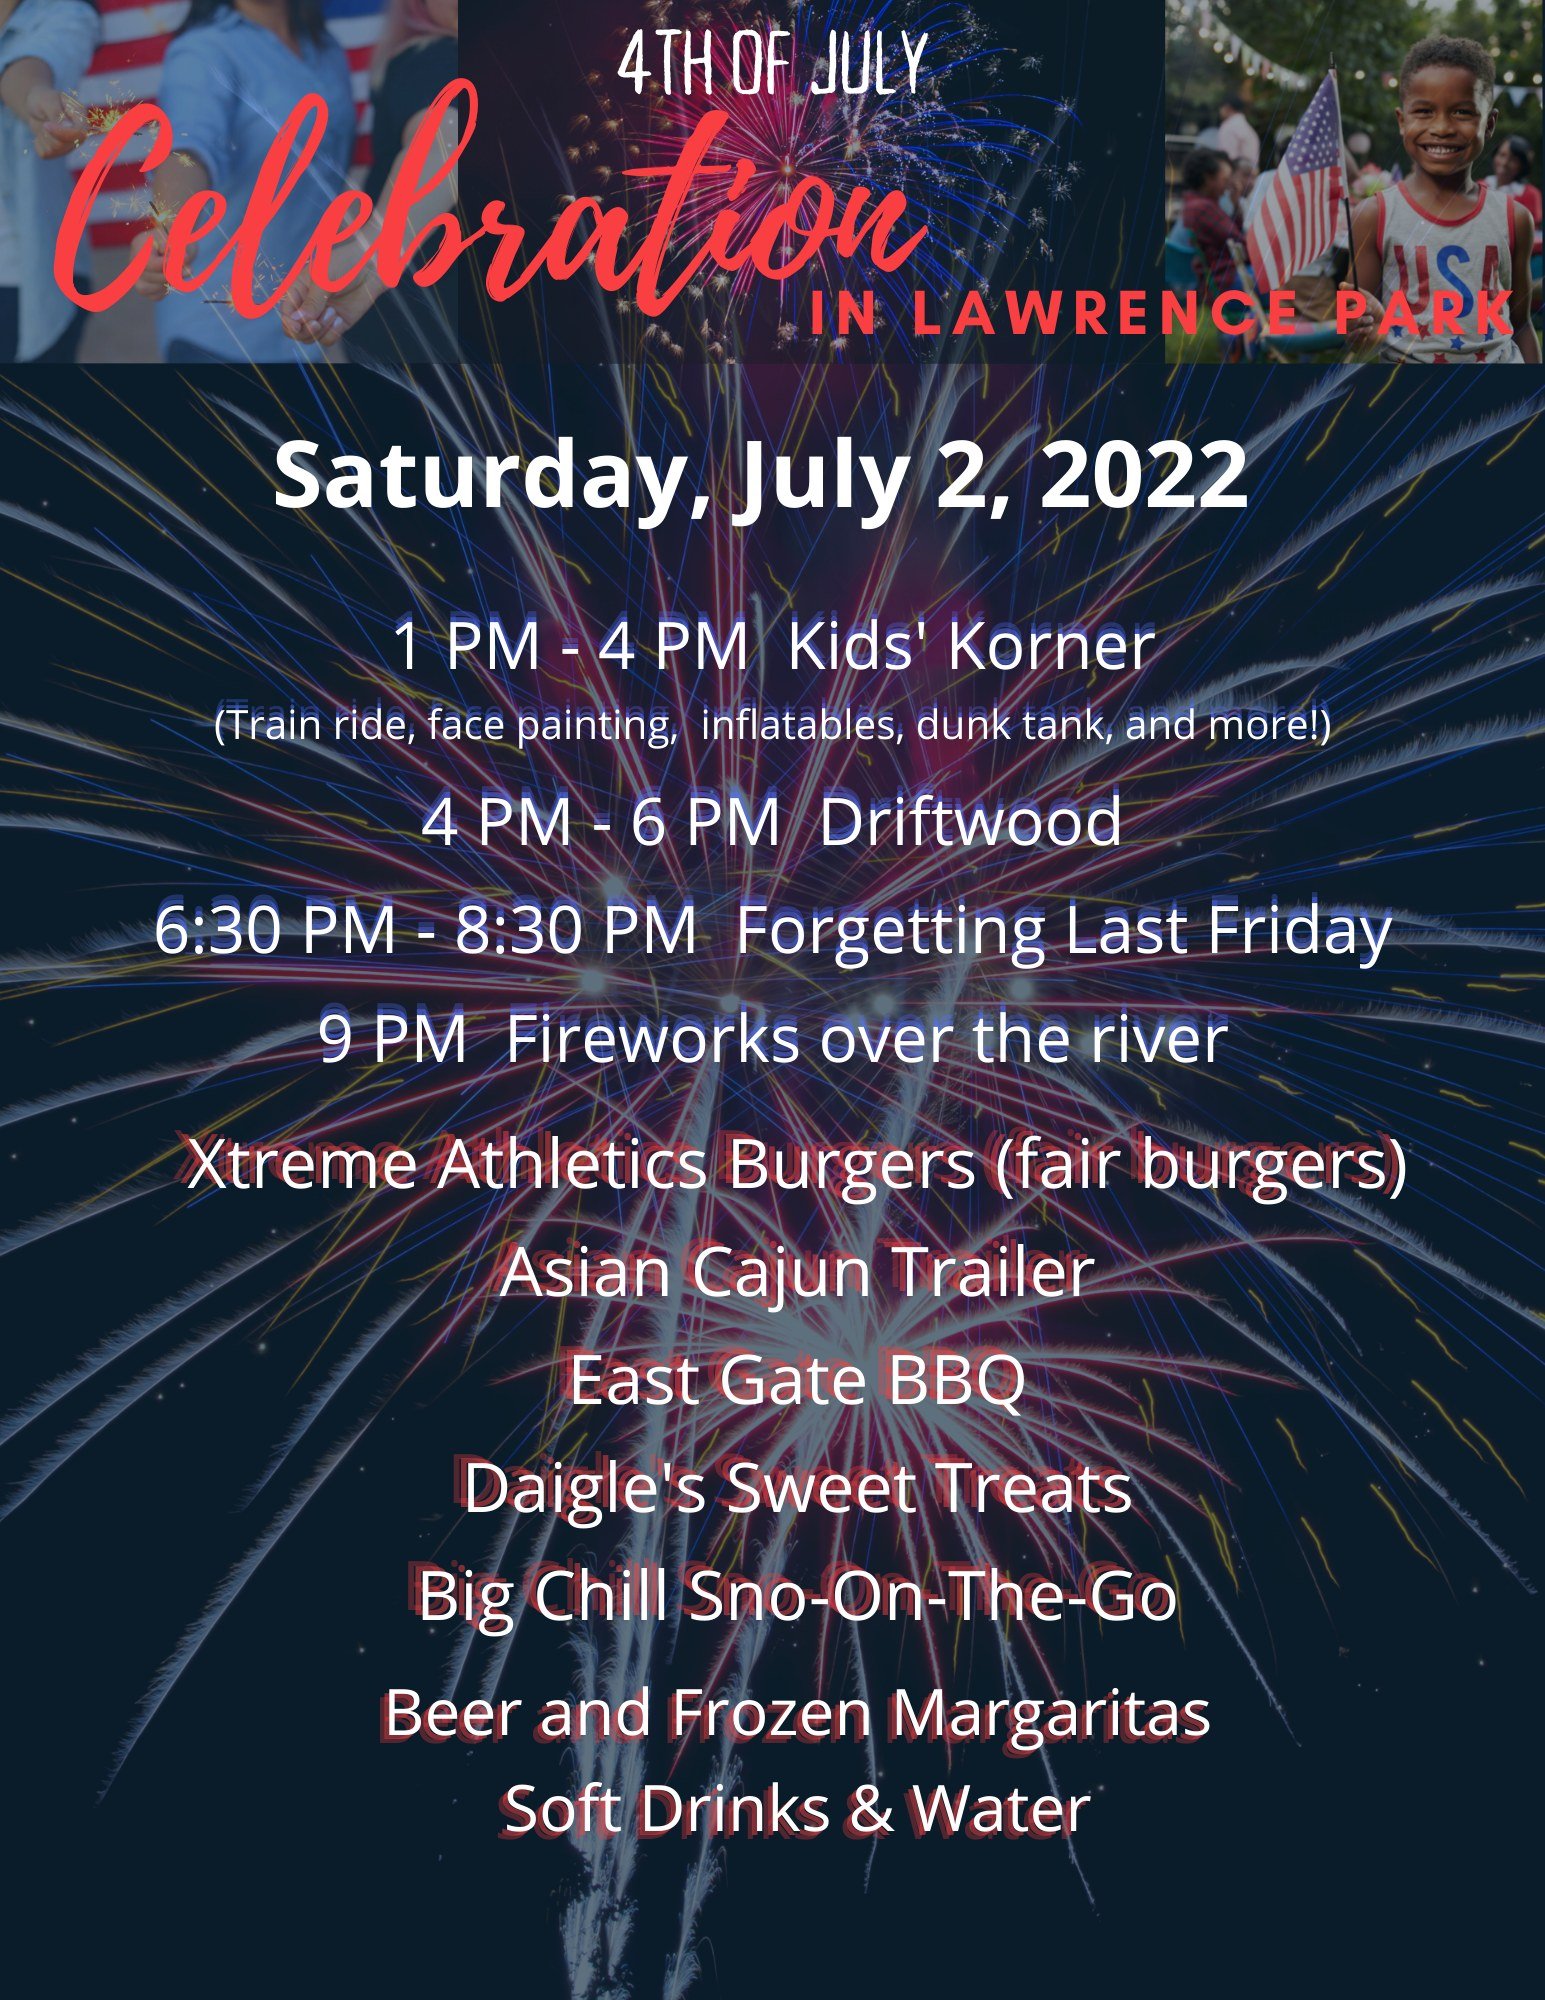 4TH OF JULY
Celebration
IN LAWRENCE PARK
USA
Saturday, July 2, 2022
1 PM - 4 PM Kids' Korner
(Train ride, face painting, inflatables, dunk tank, and more!)
4 PM - 6 PM Driftwood
6:30 PM - 8:30 PM Forgetting Last Friday
9 PM Fireworks over the river
Xtreme Athletics Burgers (fair burgers)
Asian Cajun Trailer
East Gate BBQ
Daigle's Sweet Treats
Big Chill Sno-On-The-Go
Beer and Frozen Margaritas
Soft Drinks & Water